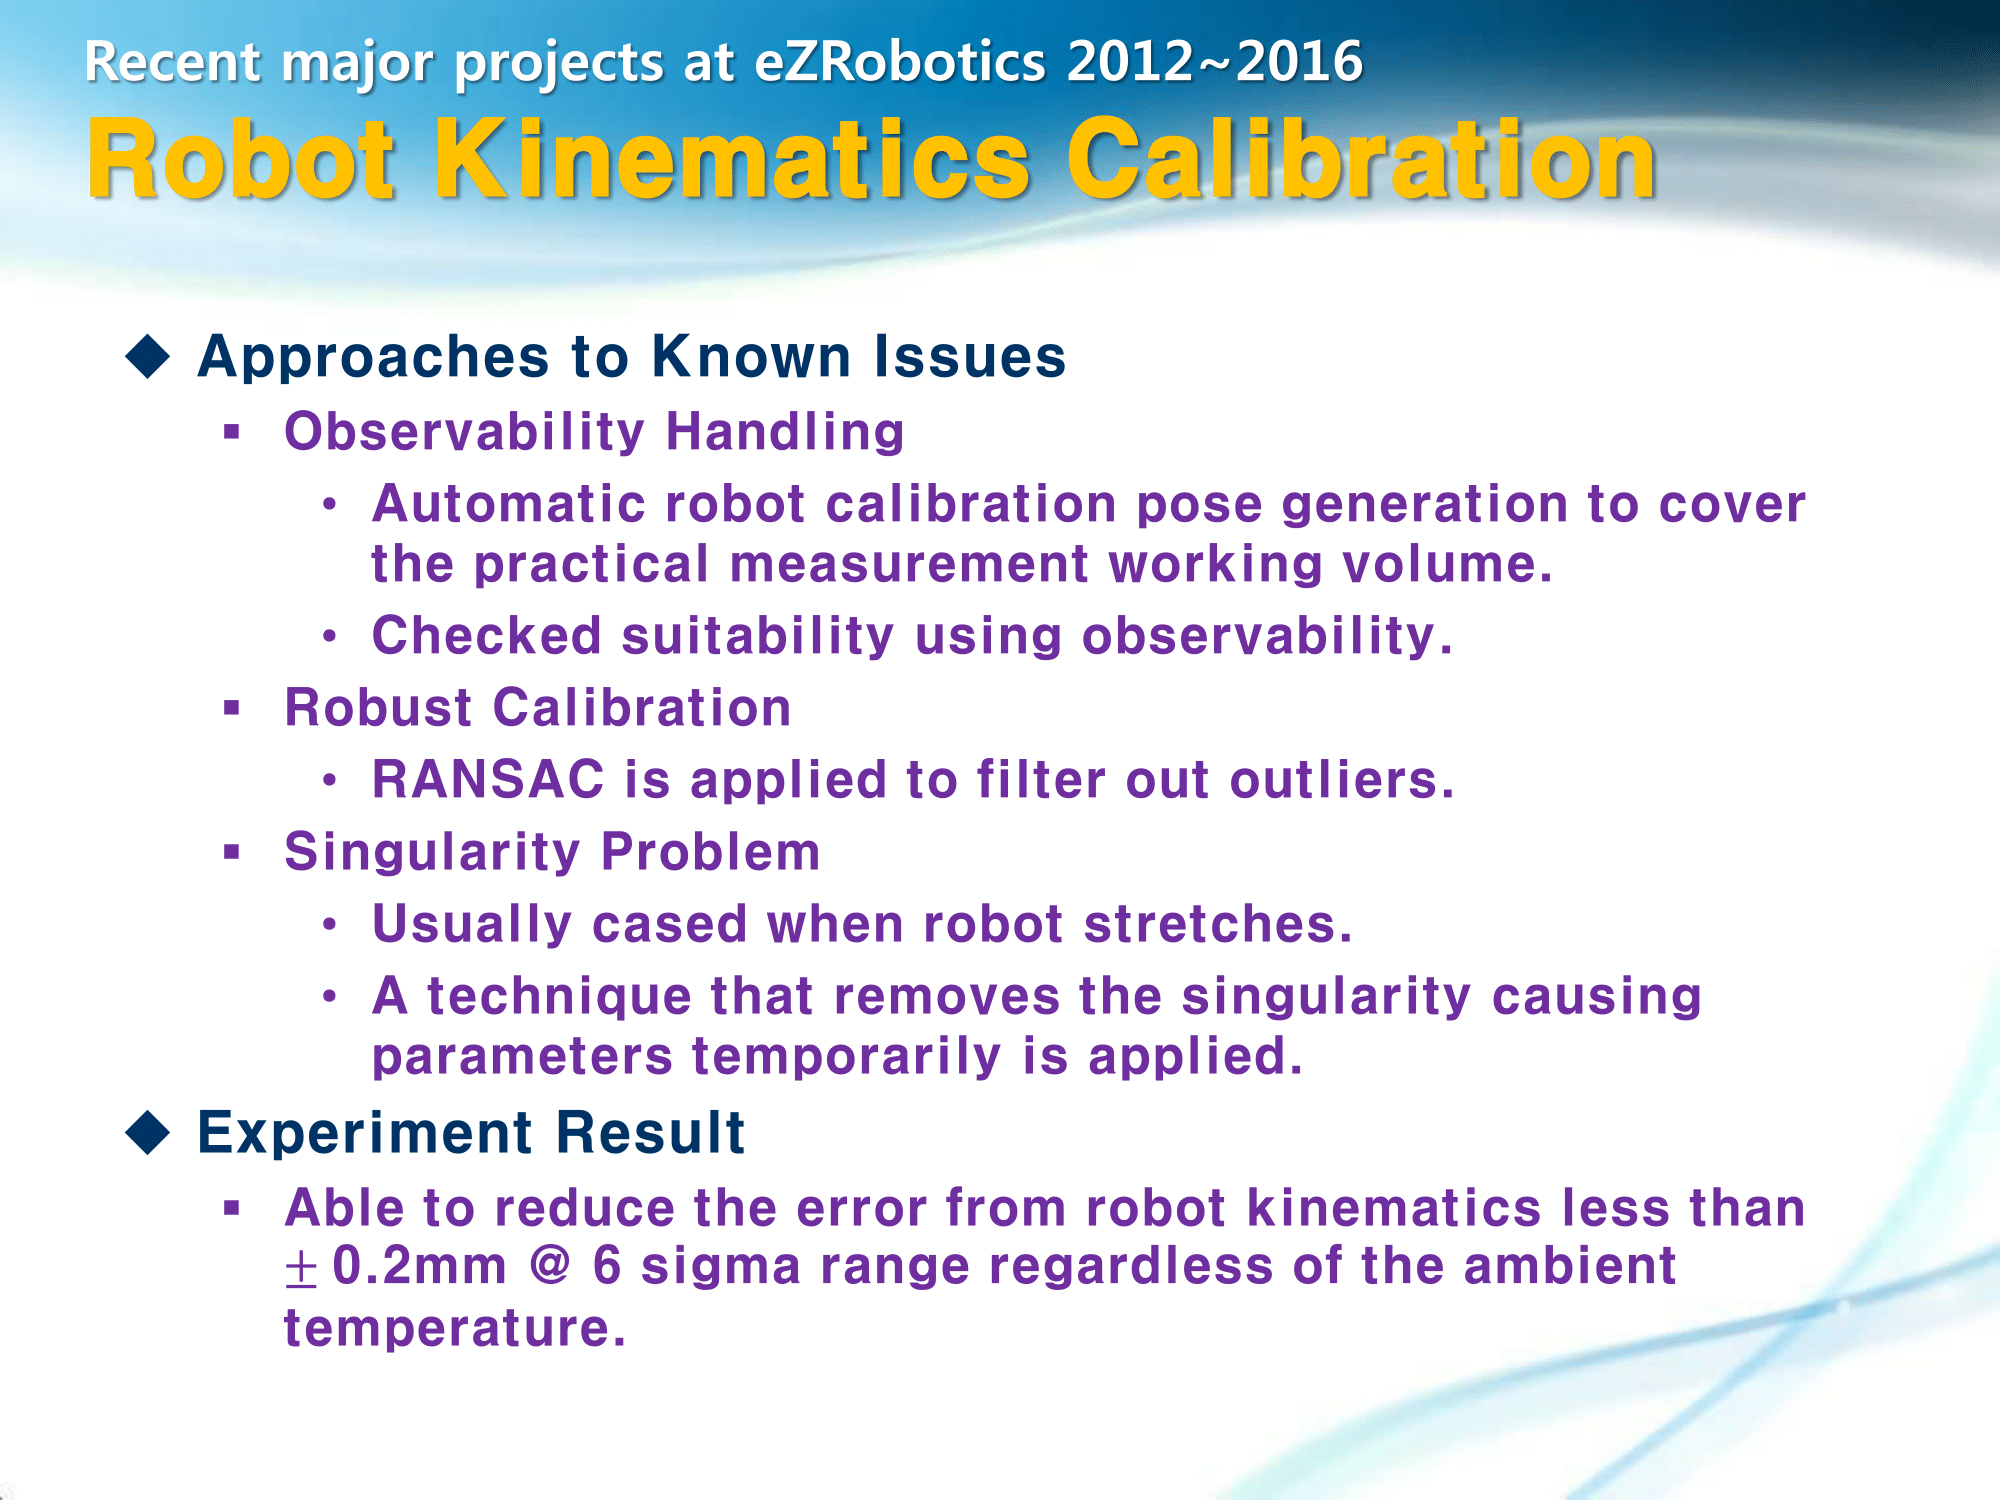 Recent major projects at eZRobotics 2012~2016
Robot Kinematics Calibration
◆ Approaches to Known Issues
▪ Observability Handling
• Automatic robot calibration pose generation to cover
the practical measurement working volume.
• Checked suitability using observability.
▪ Robust Calibration
• RANSAC is applied to filter out outliers.
▪ Singularity Problem
• Usually cased when robot stretches.
• A technique that removes the singularity causing
parameters temporarily is applied.
◆ Experiment Result
▪ Able to reduce the error from robot kinematics less than
±0.2mm @ 6 sigma range regardless of the ambient
temperature.